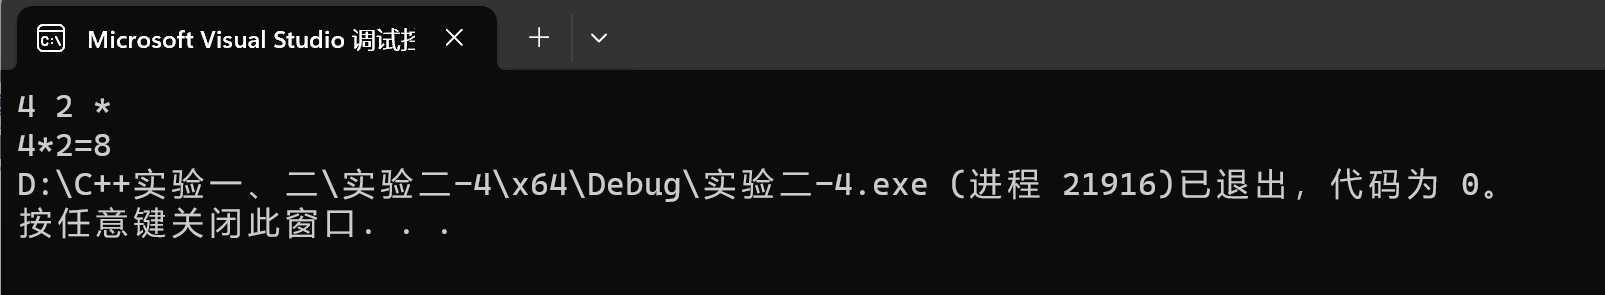 Microsoft Visual Studio 调试
4 2 *
4*2=8
D:\C++实验一、二\实验二-4\x64\Debug\实验二-4.exe (进程 21916)已退出，代码为 0。
按任意键关闭此窗口. . .